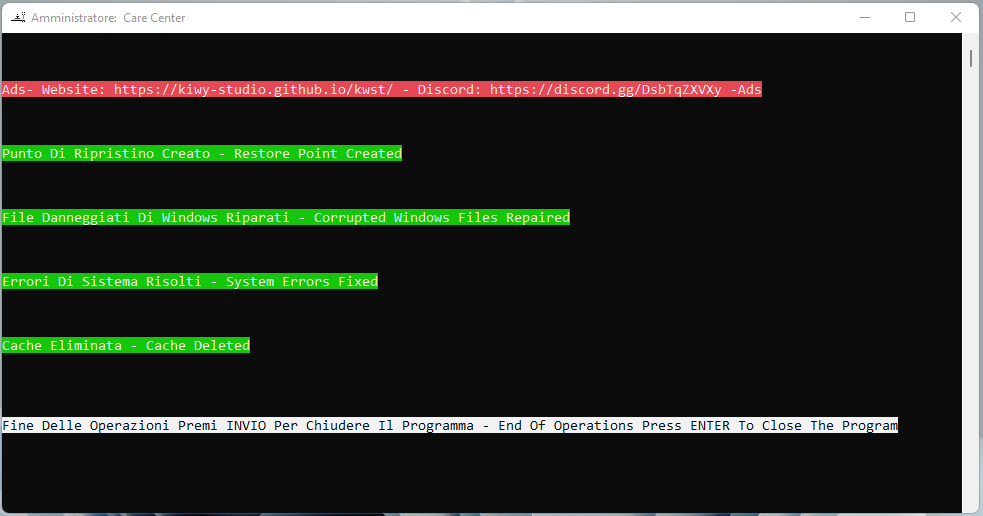 Amministratore: Care Center
Ads- Website: https://kiwy-studio.github.io/kwst/ - Discord: https://discord.gg/DsbTqZXVXy -Ads
Punto Di Ripristino Creato - Restore Point Created
File Danneggiati Di Windows Riparati - Corrupted Windows Files Repaired
Errori Di Sistema Risolti - System Errors Fixed
Cache Eliminata - Cache Deleted
Fine Delle Operazioni Premi INVIO Per Chiudere Il Programma - End Of Operations Press ENTER To Close The Program